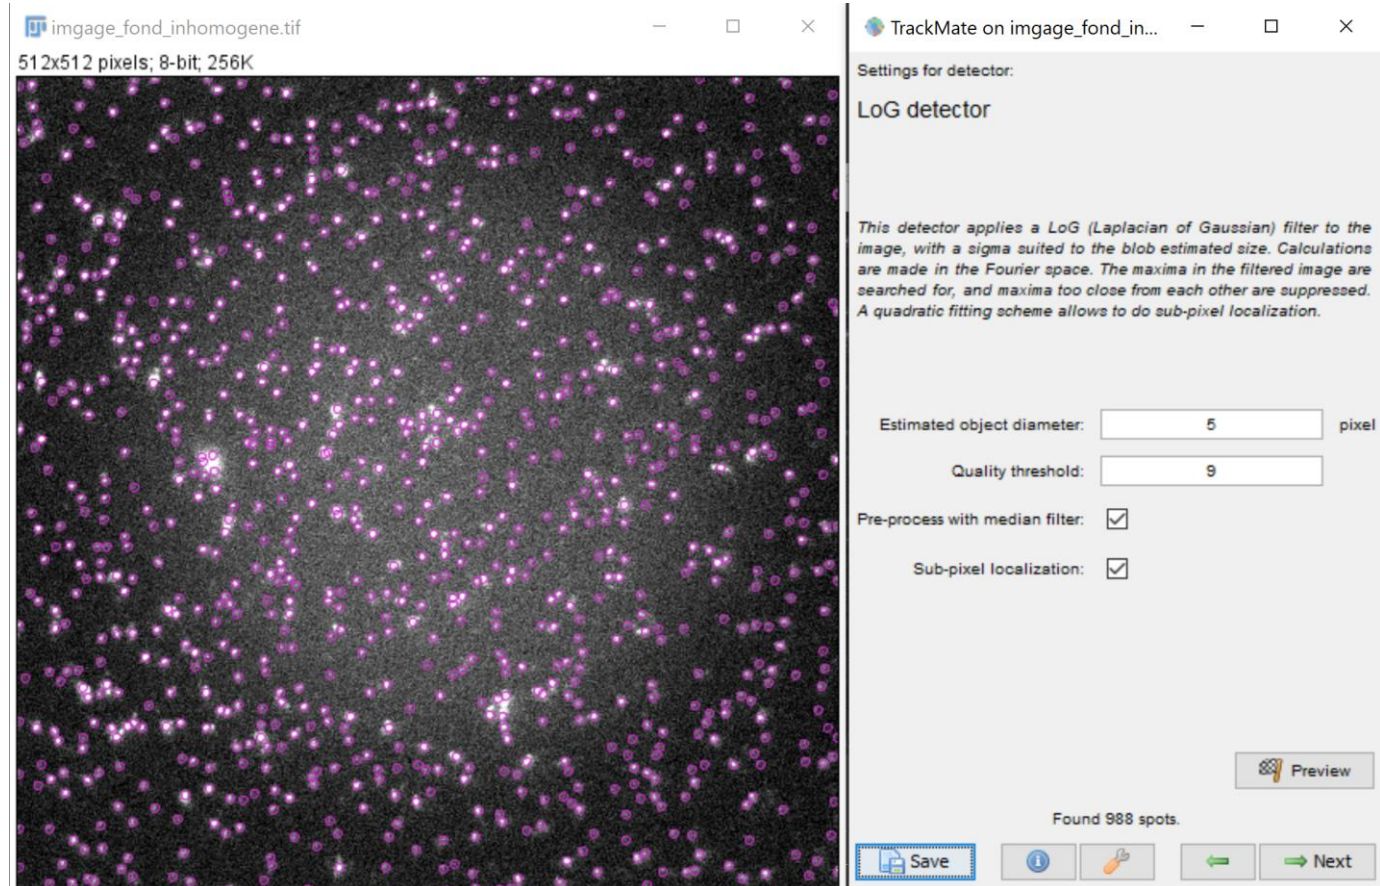 imgage_fond_inhomogene.tif
512x512 pixels; 8-bit; 256K
TrackMate on imgage_fond_in...
Settings for detector:
LoG detector
This detector applies a LoG (Laplacian of Gaussian) filter to the
image, with a sigma suited to the blob estimated size. Calculations
are made in the Fourier space. The maxima in the filtered image are
searched for, and maxima too close from each other are suppressed.
A quadratic fitting scheme allows to do sub-pixel localization.
Estimated object diameter: 5 pixel
Quality threshold: 9
Pre-process with median filter:
Sub-pixel localization:
Preview
Found 988 spots.
Save
Next